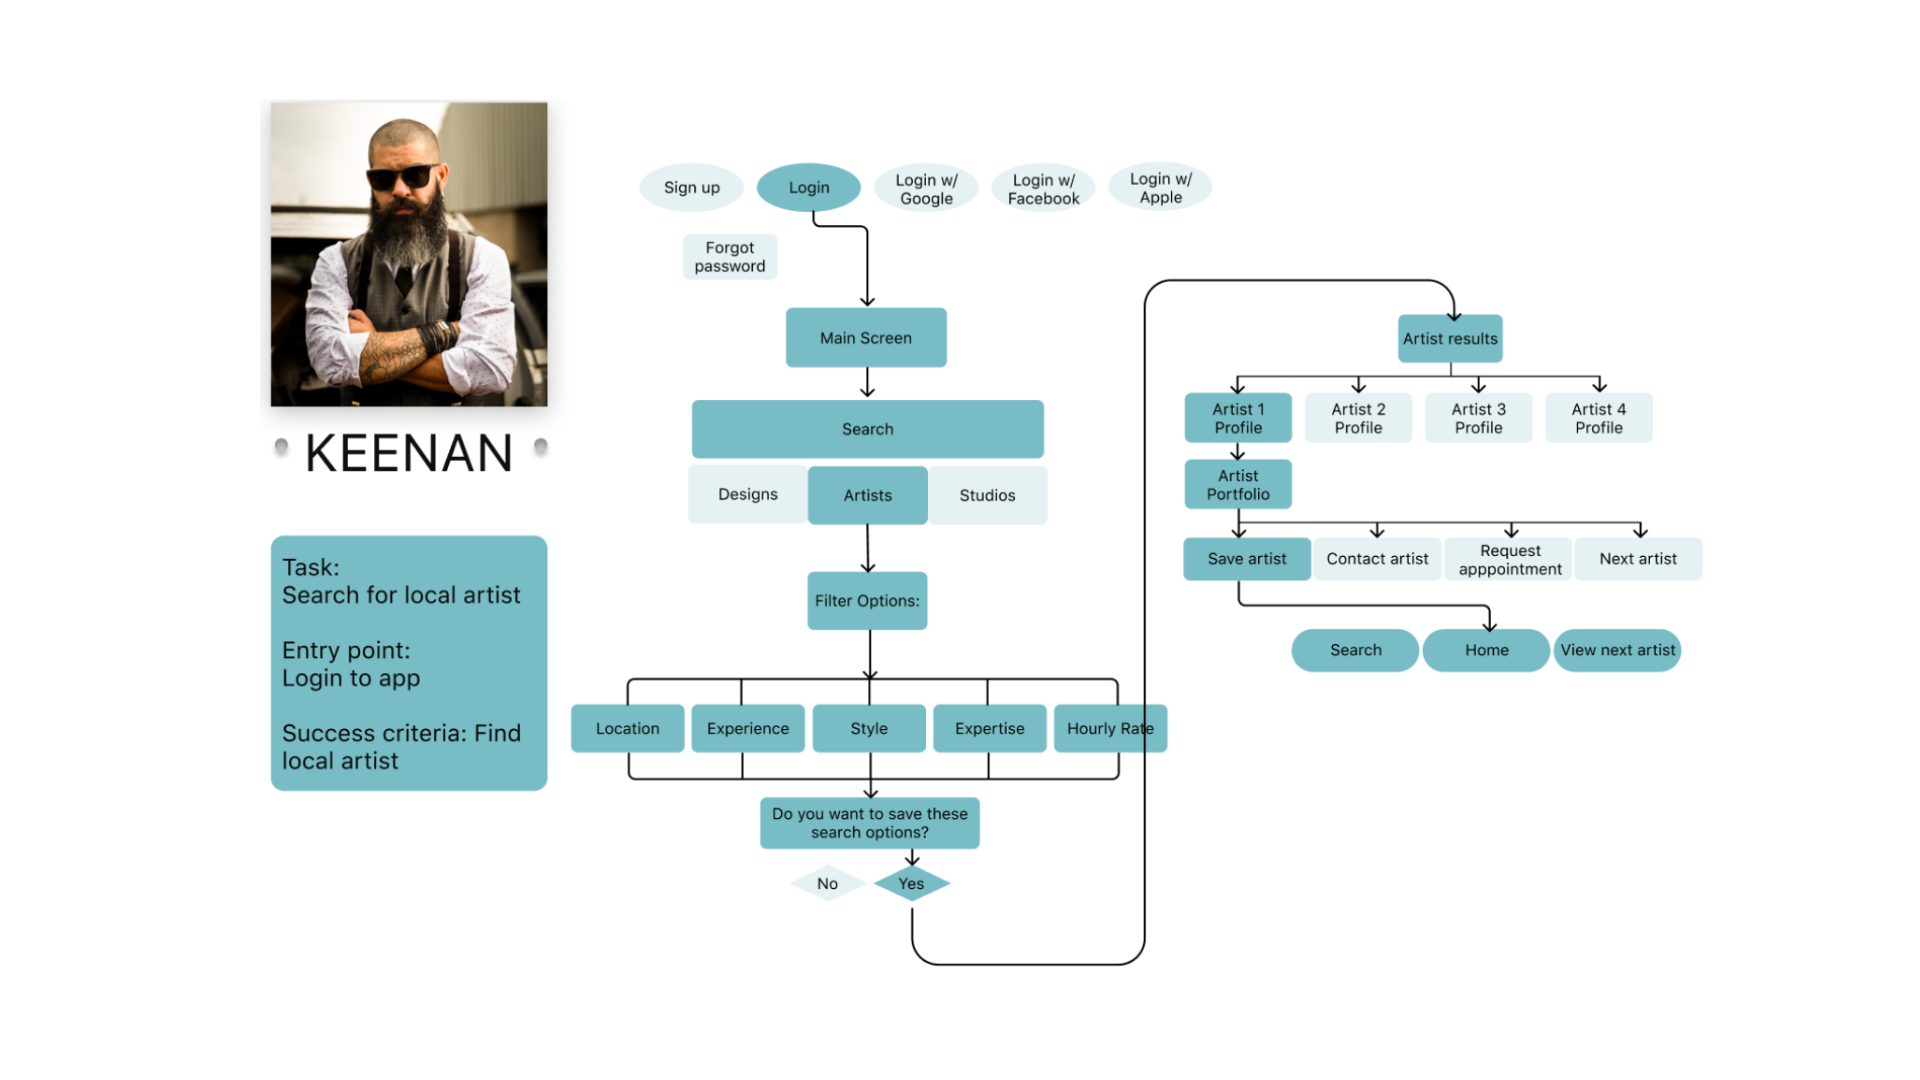 KEENAN
Task:
Search for local artist
Entry point:
Login to app
Success criteria: Find
local artist
Sign up
Login
Login w/
Google
Login w/
Facebook
Login w/
Apple
Forgot
password
Main Screen
Search
Designs
Artists
Studios
Filter Options:
Location
Experience
Style
Expertise
Hourly Rate
Do you want to save these
search options?
No
Yes
Artist results
Artist 1
Profile
Artist 2
Profile
Artist 3
Profile
Artist 4
Profile
Artist
Portfolio
Save artist
Contact artist
Request
apppointment
Next artist
Search
Home
View next artist